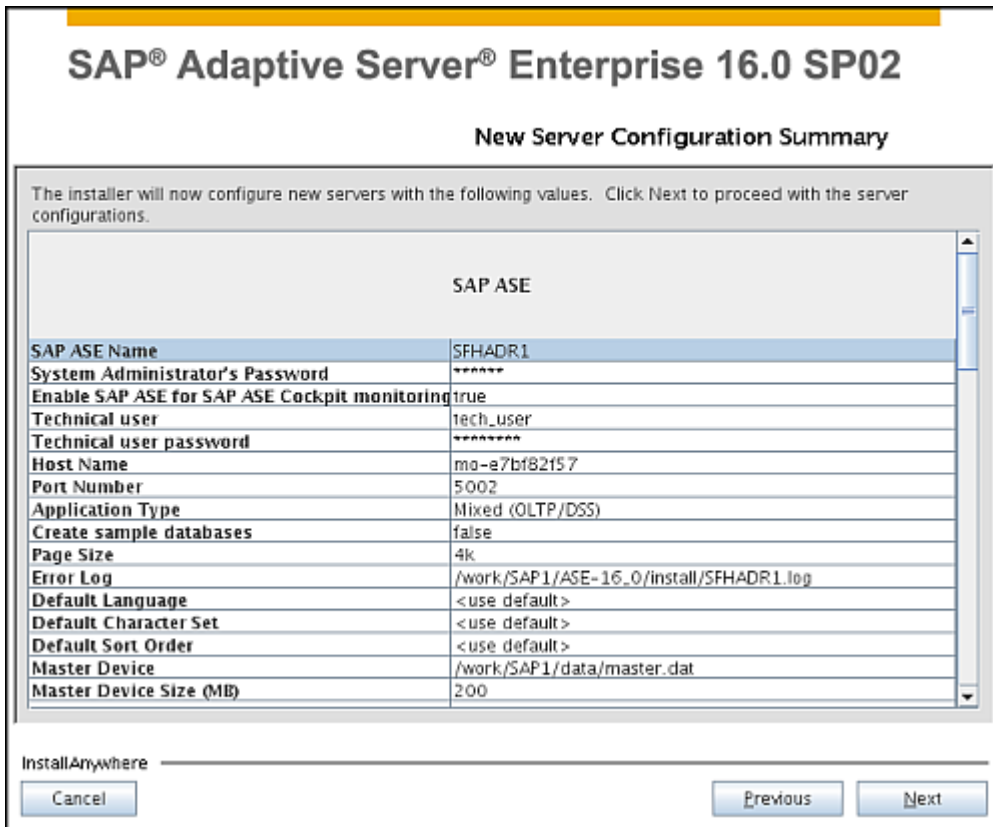 SAP® Adaptive Server® Enterprise 16.0 SP02
New Server Configuration Summary
The installer will now configure new servers with the following values. Click Next to proceed with the server
configurations.
SAP ASE
SAP ASE Name SFHADR1
System Administrator's Password ******
Enable SAP ASE for SAP ASE Cockpit monitoring true
Technical user tech_user
Technical user password ********
Host Name mo-e7bf82f57
Port Number 5002
Application Type Mixed (OLTP/DSS)
Create sample databases false
Page Size 4k
Error Log /work/SAP1/ASE-16_0/install/SFHADR1.log
Default Language <use default>
Default Character Set <use default>
Default Sort Order <use default>
Master Device /work/SAP1/data/master.dat
Master Device Size (MB) 200
InstallAnywhere
Cancel Previous Next